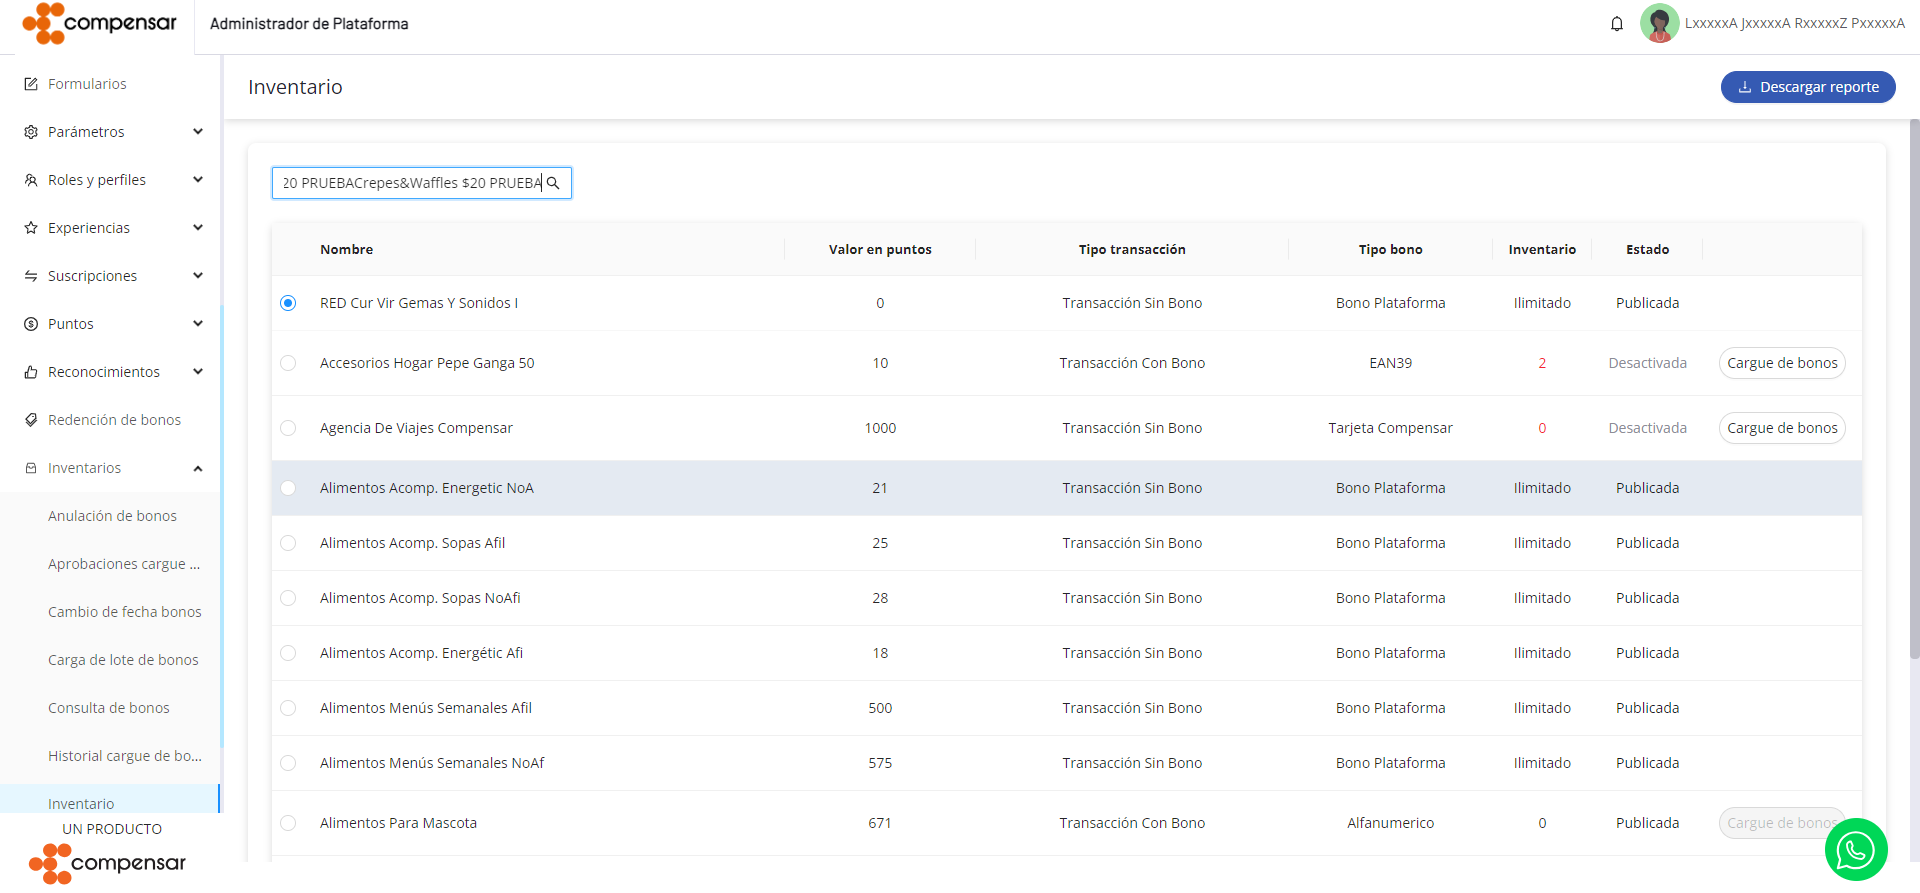 compensar
Administrador de Plataforma
LxxxxxA JxxxxxA RxxxxxZ PxxxxxA
Formularios
Parámetros
Roles y perfiles
Experiencias
Suscripciones
Puntos
Reconocimientos
Redención de bonos
Inventarios
Anulación de bonos
Aprobaciones cargue ...
Cambio de fecha bonos
Carga de lote de bonos
Consulta de bonos
Historial cargue de bo...
Inventario
UN PRODUCTO
compensar
Inventario
Descargar reporte
20 PRUEBACrepes&Waffles $20 PRUEBA
Nombre Valor en puntos Tipo transacción Tipo bono Inventario Estado
RED Cur Vir Gemas Y Sonidos I 0 Transacción Sin Bono Bono Plataforma Ilimitado Publicada
Accesorios Hogar Pepe Ganga 50 10 Transacción Con Bono EAN39 2 Desactivada Cargue de bonos
Agencia De Viajes Compensar 1000 Transacción Sin Bono Tarjeta Compensar 0 Desactivada Cargue de bonos
Alimentos Acomp. Energetic NoA 21 Transacción Sin Bono Bono Plataforma Ilimitado Publicada
Alimentos Acomp. Sopas Afil 25 Transacción Sin Bono Bono Plataforma Ilimitado Publicada
Alimentos Acomp. Sopas NoAfi 28 Transacción Sin Bono Bono Plataforma Ilimitado Publicada
Alimentos Acomp. Energétic Afi 18 Transacción Sin Bono Bono Plataforma Ilimitado Publicada
Alimentos Menús Semanales Afil 500 Transacción Sin Bono Bono Plataforma Ilimitado Publicada
Alimentos Menús Semanales NoAf 575 Transacción Sin Bono Bono Plataforma Ilimitado Publicada
Alimentos Para Mascota 671 Transacción Con Bono Alfanumerico 0 Publicada Cargue de bonos